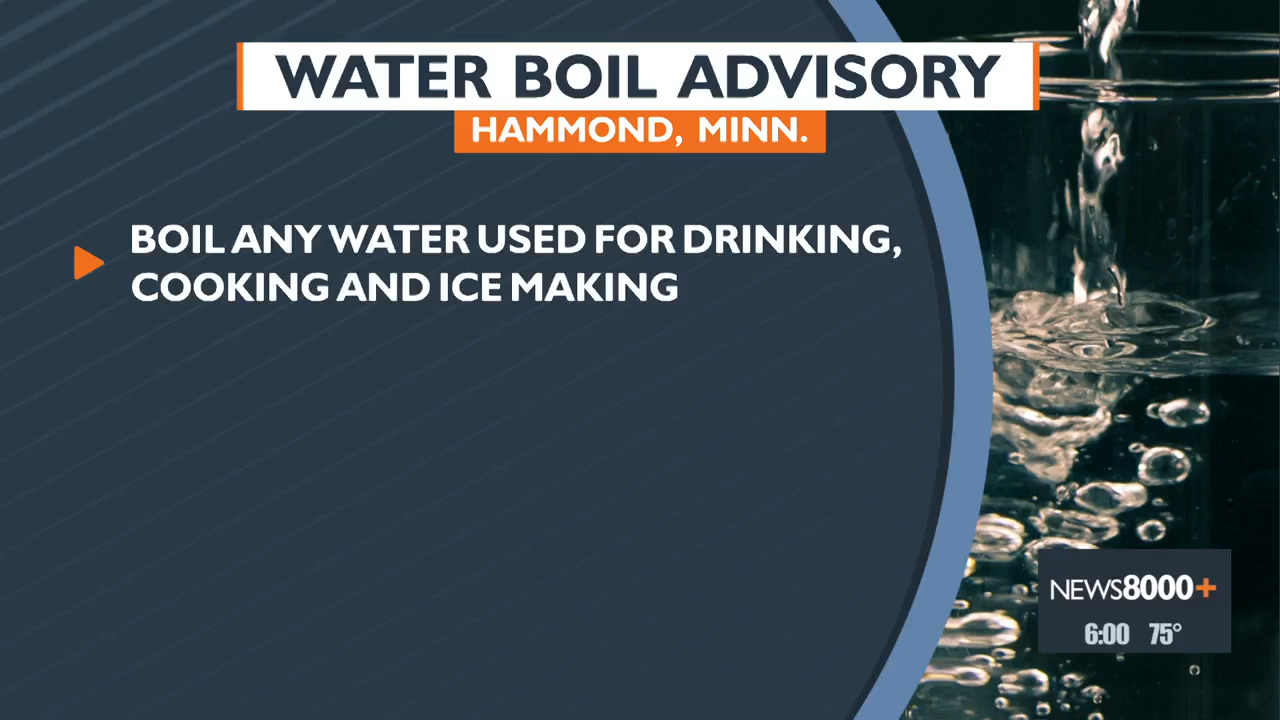 WATER BOIL ADVISORY
HAMMOND, MINN.
BOIL ANY WATER USED FOR DRINKING,
COOKING AND ICE MAKING
NEWS8000+
6:00 75°